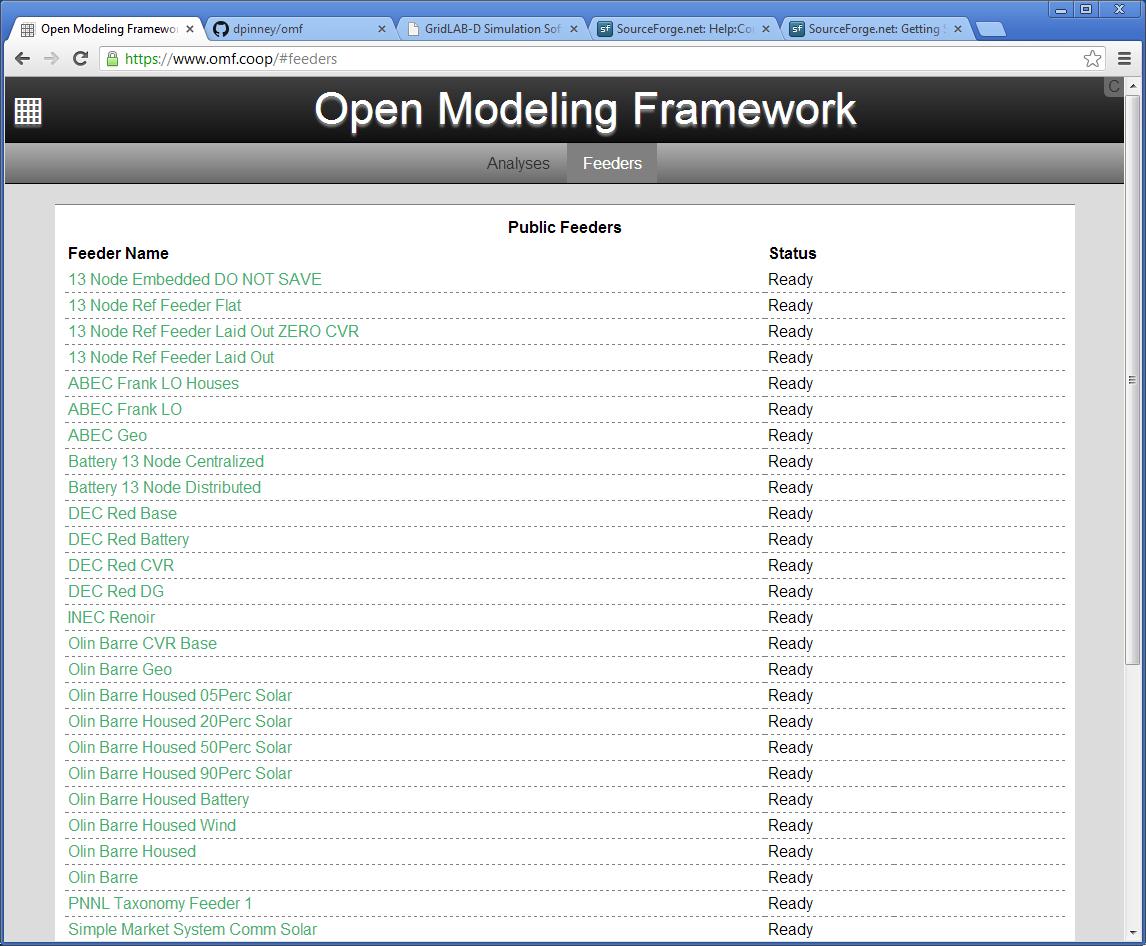 Open Modeling Framewo
dpinney/omf
GridLAB-D Simulation Sof
SourceForge.net: Help:Co
SourceForge.net: Getting S
https://www.omf.coop/#feeders
C
Open Modeling Framework
Analyses
Feeders
Public Feeders
Feeder Name Status
13 Node Embedded DO NOT SAVE Ready
13 Node Ref Feeder Flat Ready
13 Node Ref Feeder Laid Out ZERO CVR Ready
13 Node Ref Feeder Laid Out Ready
ABEC Frank LO Houses Ready
ABEC Frank LO Ready
ABEC Geo Ready
Battery 13 Node Centralized Ready
Battery 13 Node Distributed Ready
DEC Red Base Ready
DEC Red Battery Ready
DEC Red CVR Ready
DEC Red DG Ready
INEC Renoir Ready
Olin Barre CVR Base Ready
Olin Barre Geo Ready
Olin Barre Housed 05Perc Solar Ready
Olin Barre Housed 20Perc Solar Ready
Olin Barre Housed 50Perc Solar Ready
Olin Barre Housed 90Perc Solar Ready
Olin Barre Housed Battery Ready
Olin Barre Housed Wind Ready
Olin Barre Housed Ready
Olin Barre Ready
PNNL Taxonomy Feeder 1 Ready
Simple Market System Comm Solar Ready